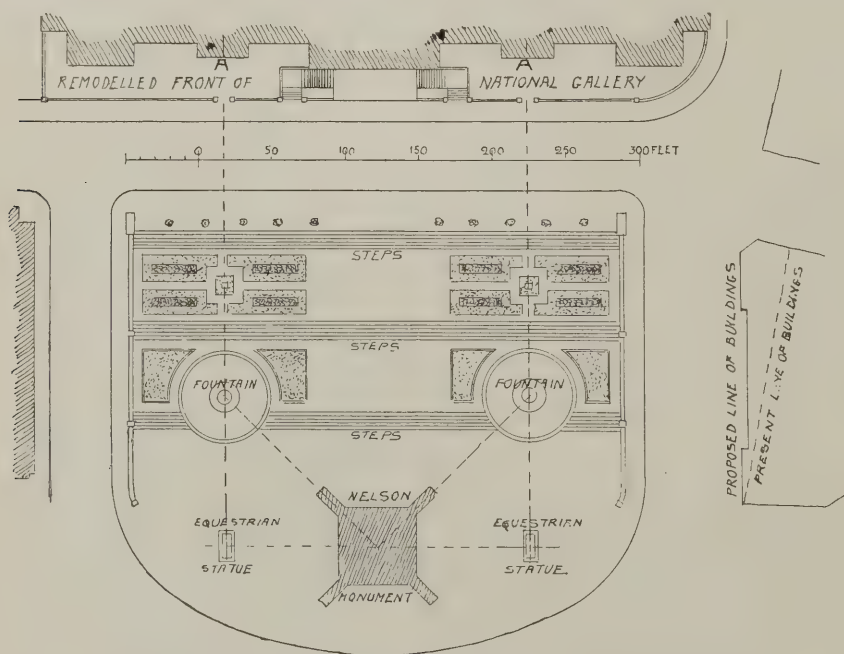 A
A
REMODELLED FRONT OF NATIONAL GALLERY
0 50 100 150 200 250 300 FEET
STEPS
STEPS
FOUNTAIN
FOUNTAIN
STEPS
NELSON
MONUMENT
EQUESTRIAN
STATUE
EQUESTRIAN
STATUE
PROPOSED LINE OF BUILDINGS
PRESENT LINE OF BUILDINGS